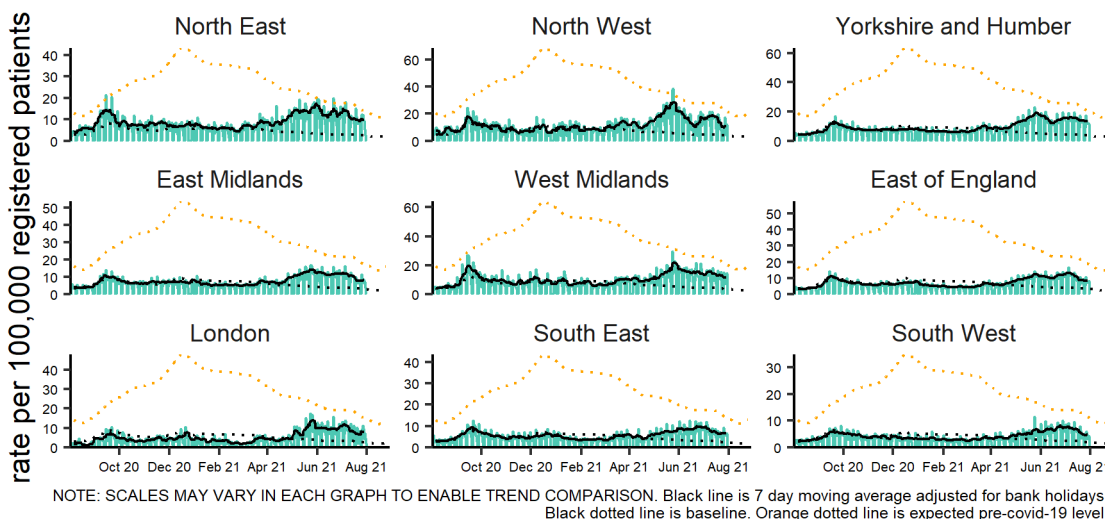 rate per 100,000 registered patients
North East
North West
Yorkshire and Humber
40
30
20
10
0
60
40
20
0
60
40
20
0
East Midlands
West Midlands
East of England
50
40
30
20
10
0
60
40
20
0
50
40
30
20
10
0
London
South East
South West
40
30
20
10
0
40
30
20
10
0
30
20
10
0
Oct 20 Dec 20 Feb 21 Apr 21 Jun 21 Aug 21
Oct 20 Dec 20 Feb 21 Apr 21 Jun 21 Aug 21
Oct 20 Dec 20 Feb 21 Apr 21 Jun 21 Aug 21
NOTE: SCALES MAY VARY IN EACH GRAPH TO ENABLE TREND COMPARISON. Black line is 7 day moving average adjusted for bank holidays
Black dotted line is baseline. Orange dotted line is expected pre-covid-19 level